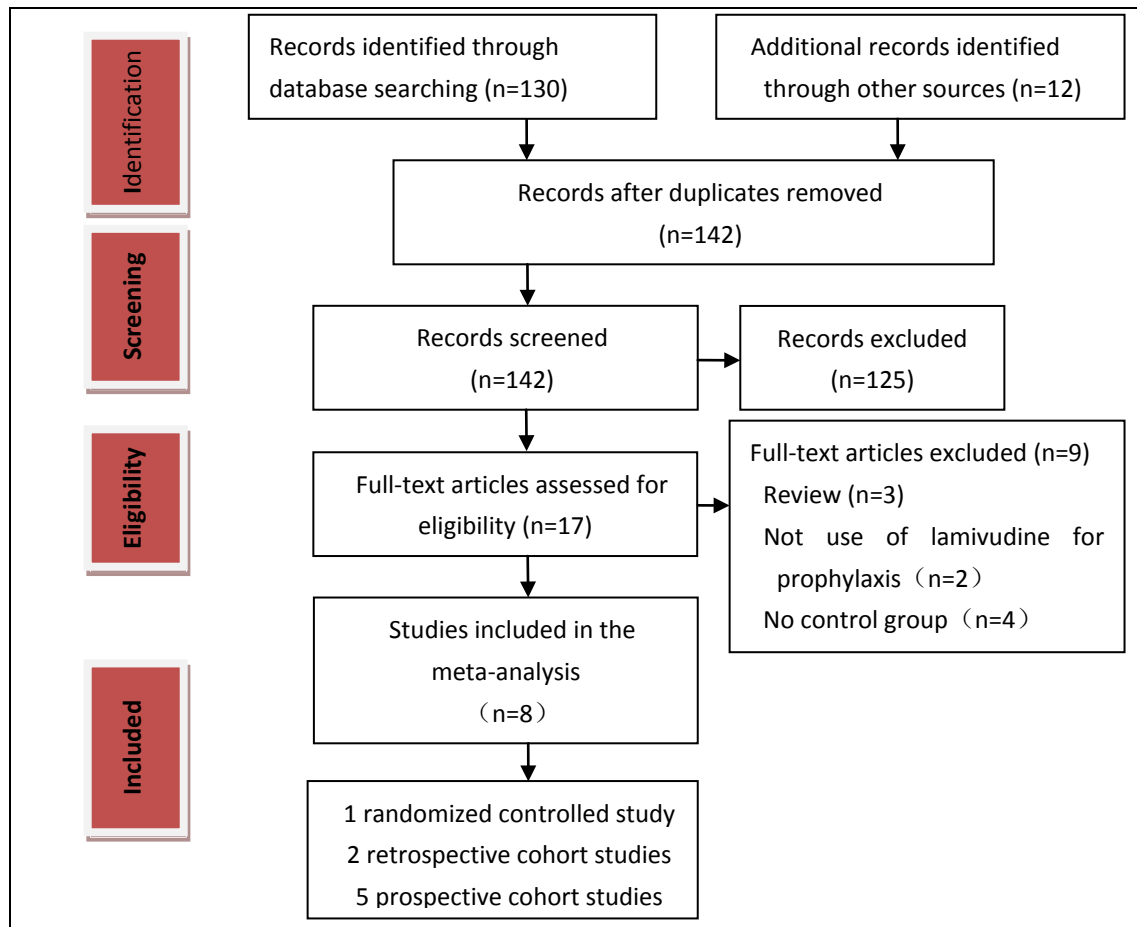 Identification
Records identified through
database searching (n=130)
Additional records identified
through other sources (n=12)
Records after duplicates removed
(n=142)
Screening
Records screened
(n=142)
Records excluded
(n=125)
Eligibility
Full-text articles assessed for
eligibility (n=17)
Full-text articles excluded (n=9)
Review (n=3)
Not use of lamivudine for
prophylaxis（n=2）
No control group（n=4）
Included
Studies included in the
meta-analysis
（n=8）
1 randomized controlled study
2 retrospective cohort studies
5 prospective cohort studies